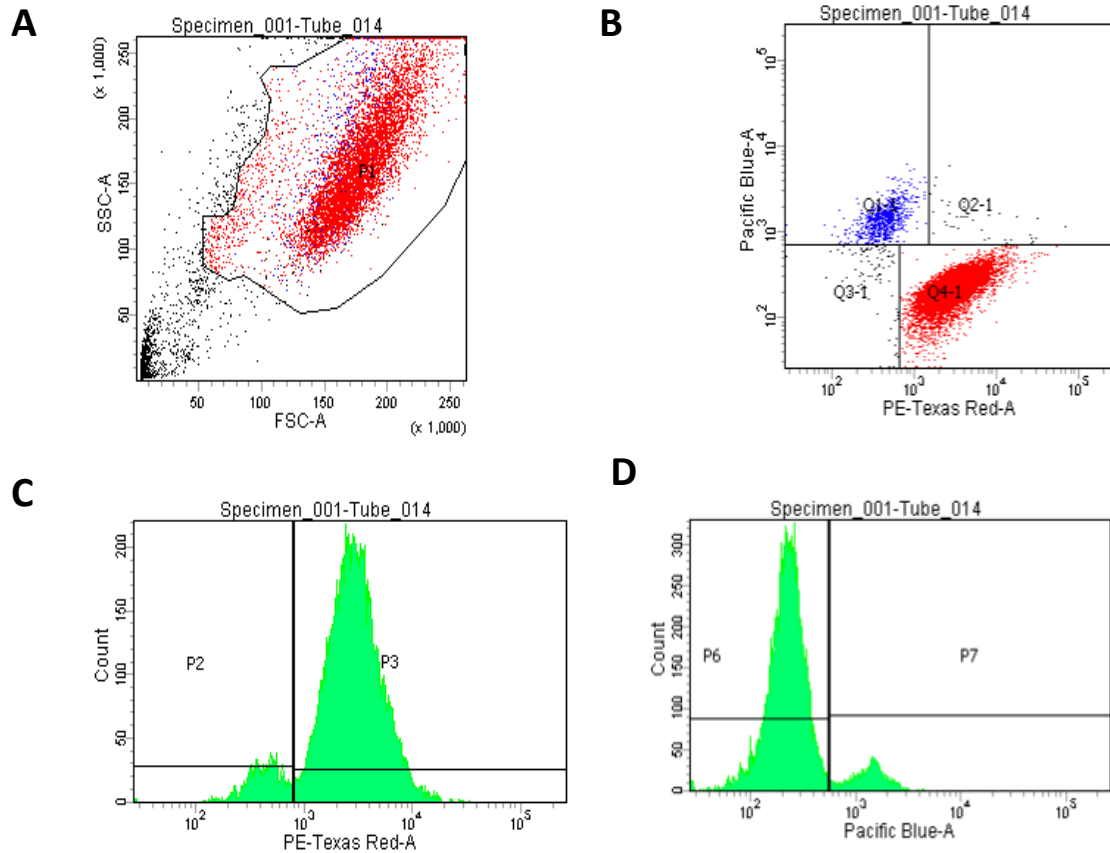 A
Specimen_001-Tube_014
SSC-A
(x 1,000)
50 100 150 200 250
P1
50 100 150 200 250
FSC-A
(x 1,000)
B
Specimen_001-Tube_014
Pacific Blue-A
10^2 10^3 10^4 10^5
Q1-1
Q2-1
Q3-1
Q4-1
10^2 10^3 10^4 10^5
PE-Texas Red-A
C
Specimen_001-Tube_014
Count
0 50 100 150 200
P2
P3
10^2 10^3 10^4 10^5
PE-Texas Red-A
D
Specimen_001-Tube_014
Count
0 50 100 150 200 250 300
P6
P7
10^2 10^3 10^4 10^5
Pacific Blue-A